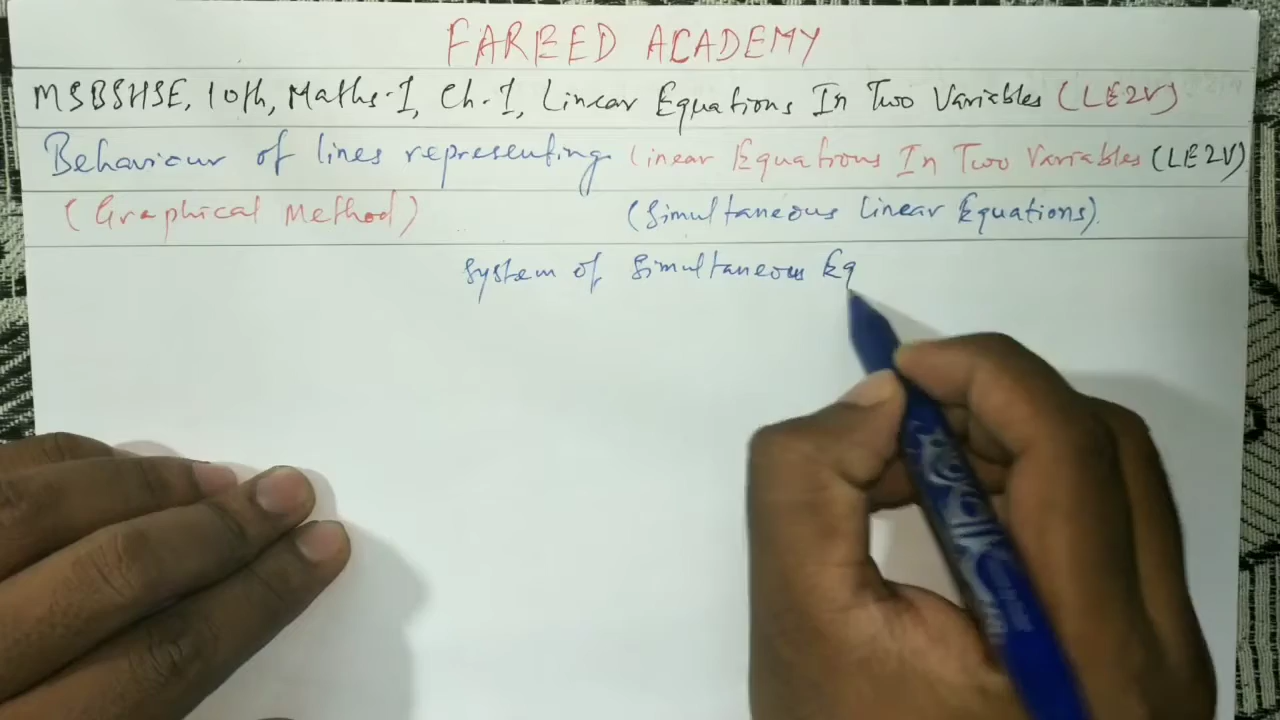 FAREED ACADEMY
MSBSHSE, 10th, Maths-I, Ch.I, Linear Equations In Two Variables (LE2V)
Behaviour of lines representing Linear Equations In Two Variables (LE2V)
(Graphical Method) (Simultaneous Linear Equations).
System of Simultaneous Eq